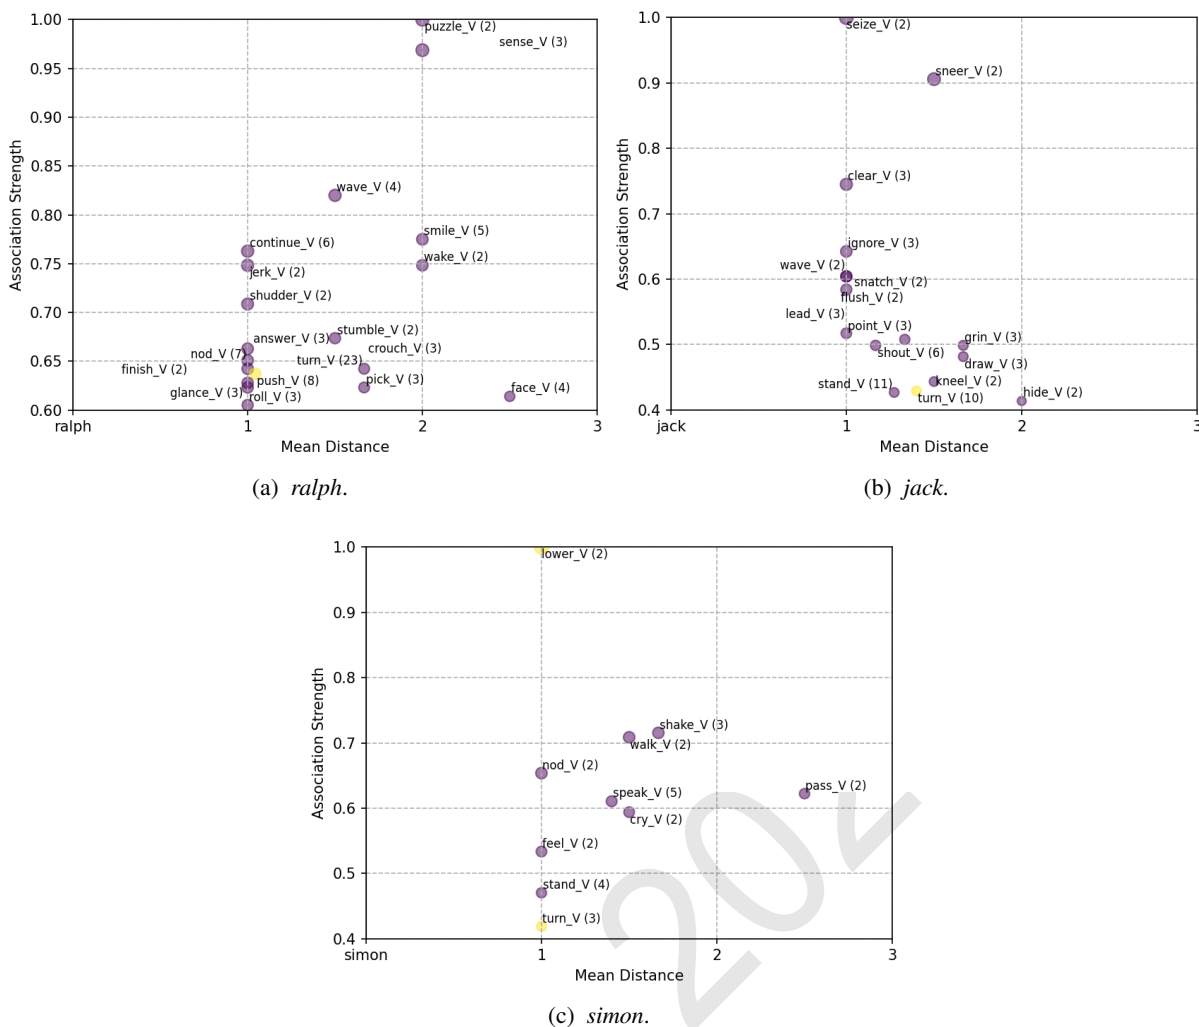 1.00
0.95
0.90
0.85
0.80
0.75
0.70
0.65
0.60
Association Strength
puzzle_V (2)
sense_V (3)
wave_V (4)
smile_V (5)
continue_V (6)
wake_V (2)
jerk_V (2)
shudder_V (2)
stumble_V (2)
answer_V (3)
crouch_V (3)
nod_V (7)
turn_V (23)
finish_V (2)
push_V (8)
pick_V (3)
glance_V (3)
roll_V (3)
face_V (4)
ralph 1 2 3
Mean Distance
(a) ralph.
1.0
0.9
0.8
0.7
0.6
0.5
0.4
Association Strength
seize_V (2)
sneer_V (2)
clear_V (3)
ignore_V (3)
wave_V (2)
snatch_V (2)
flush_V (2)
lead_V (3)
point_V (3)
grin_V (3)
shout_V (6)
draw_V (3)
stand_V (11)
kneel_V (2)
turn_V (10)
hide_V (2)
jack 1 2 3
Mean Distance
(b) jack.
1.0
0.9
0.8
0.7
0.6
0.5
0.4
Association Strength
lower_V (2)
shake_V (3)
walk_V (2)
nod_V (2)
pass_V (2)
speak_V (5)
cry_V (2)
feel_V (2)
stand_V (4)
turn_V (3)
simon 1 2 3
Mean Distance
(c) simon.